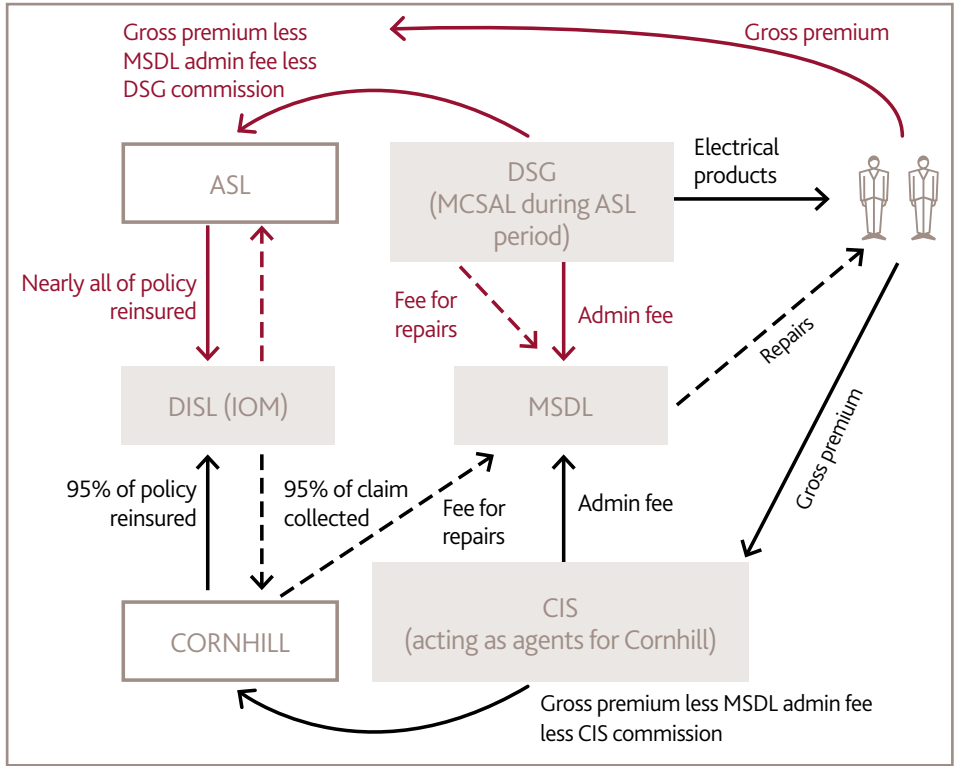 Gross premium less
MSDL admin fee less
DSG commission
Gross premium
ASL
DSG
(MCSAL during ASL
period)
Electrical
products
Nearly all of policy
reinsured
Fee for
repairs
Admin fee
Repairs
DISL (IOM)
MSDL
Gross premium
95% of policy
reinsured
95% of claim
collected
Fee for
repairs
Admin fee
CORNHILL
CIS
(acting as agents for Cornhill)
Gross premium less MSDL admin fee
less CIS commission